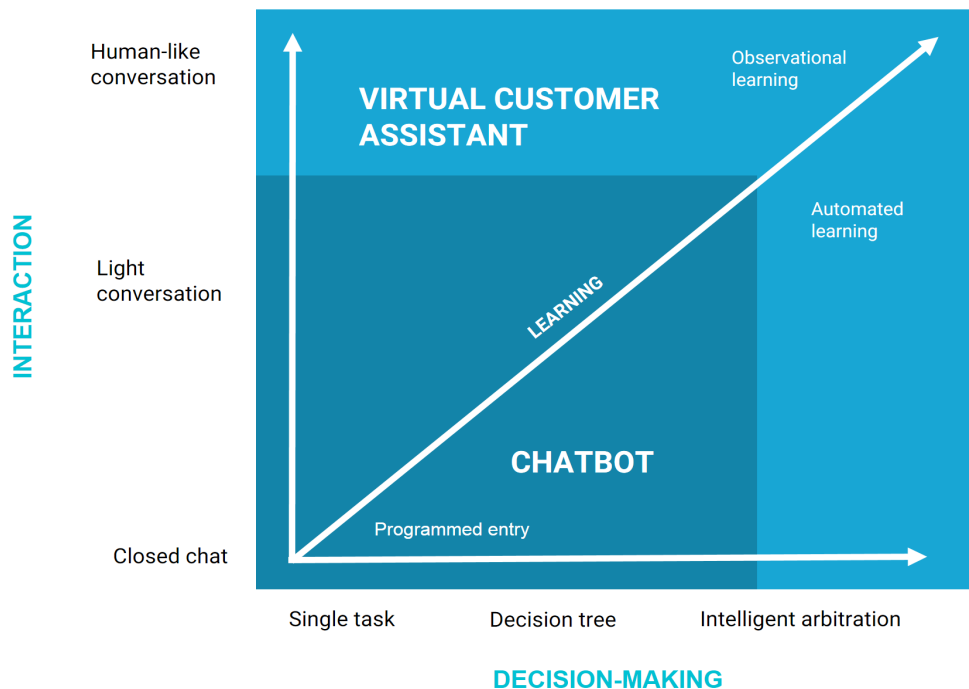 Human-like
conversation
Observational
learning
VIRTUAL CUSTOMER
ASSISTANT
Automated
learning
INTERACTION
Light
conversation
LEARNING
CHATBOT
Programmed entry
Closed chat
Single task
Decision tree
Intelligent arbitration
DECISION-MAKING